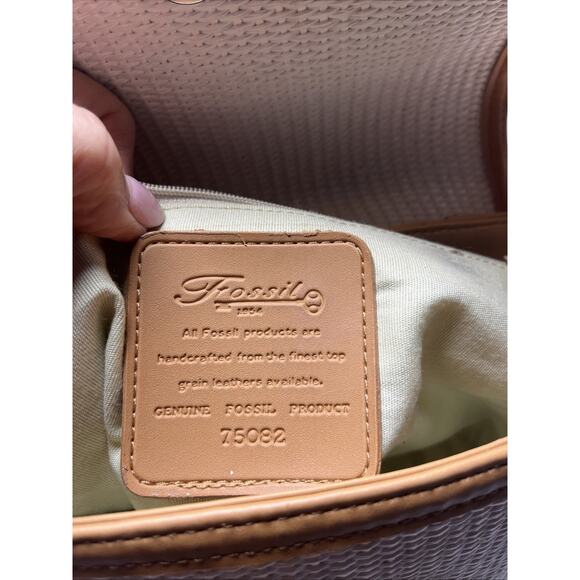 Fossil
1954
All Fossil products are
handcrafted from the finest top
grain leathers available.
GENUINE FOSSIL PRODUCT
75082